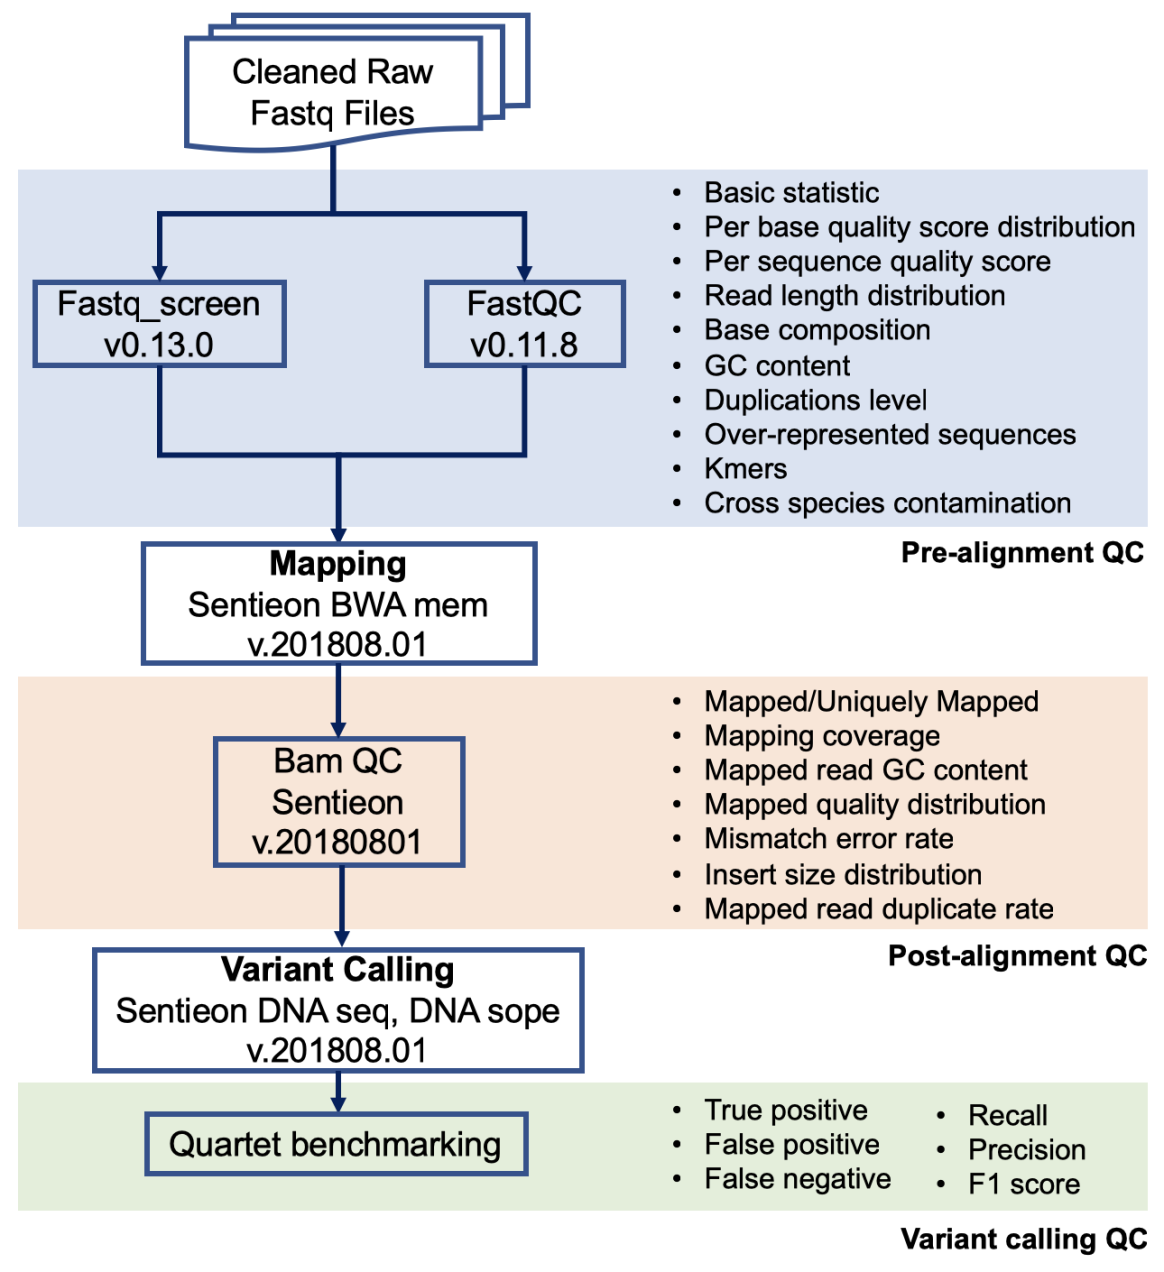 Cleaned Raw
Fastq Files
Fastq_screen
v0.13.0
FastQC
v0.11.8
• Basic statistic
• Per base quality score distribution
• Per sequence quality score
• Read length distribution
• Base composition
• GC content
• Duplications level
• Over-represented sequences
• Kmers
• Cross species contamination
Pre-alignment QC
Mapping
Sentieon BWA mem
v.201808.01
Bam QC
Sentieon
v.20180801
• Mapped/Uniquely Mapped
• Mapping coverage
• Mapped read GC content
• Mapped quality distribution
• Mismatch error rate
• Insert size distribution
• Mapped read duplicate rate
Post-alignment QC
Variant Calling
Sentieon DNA seq, DNA sope
v.201808.01
Quartet benchmarking
• True positive
• False positive
• False negative
• Recall
• Precision
• F1 score
Variant calling QC